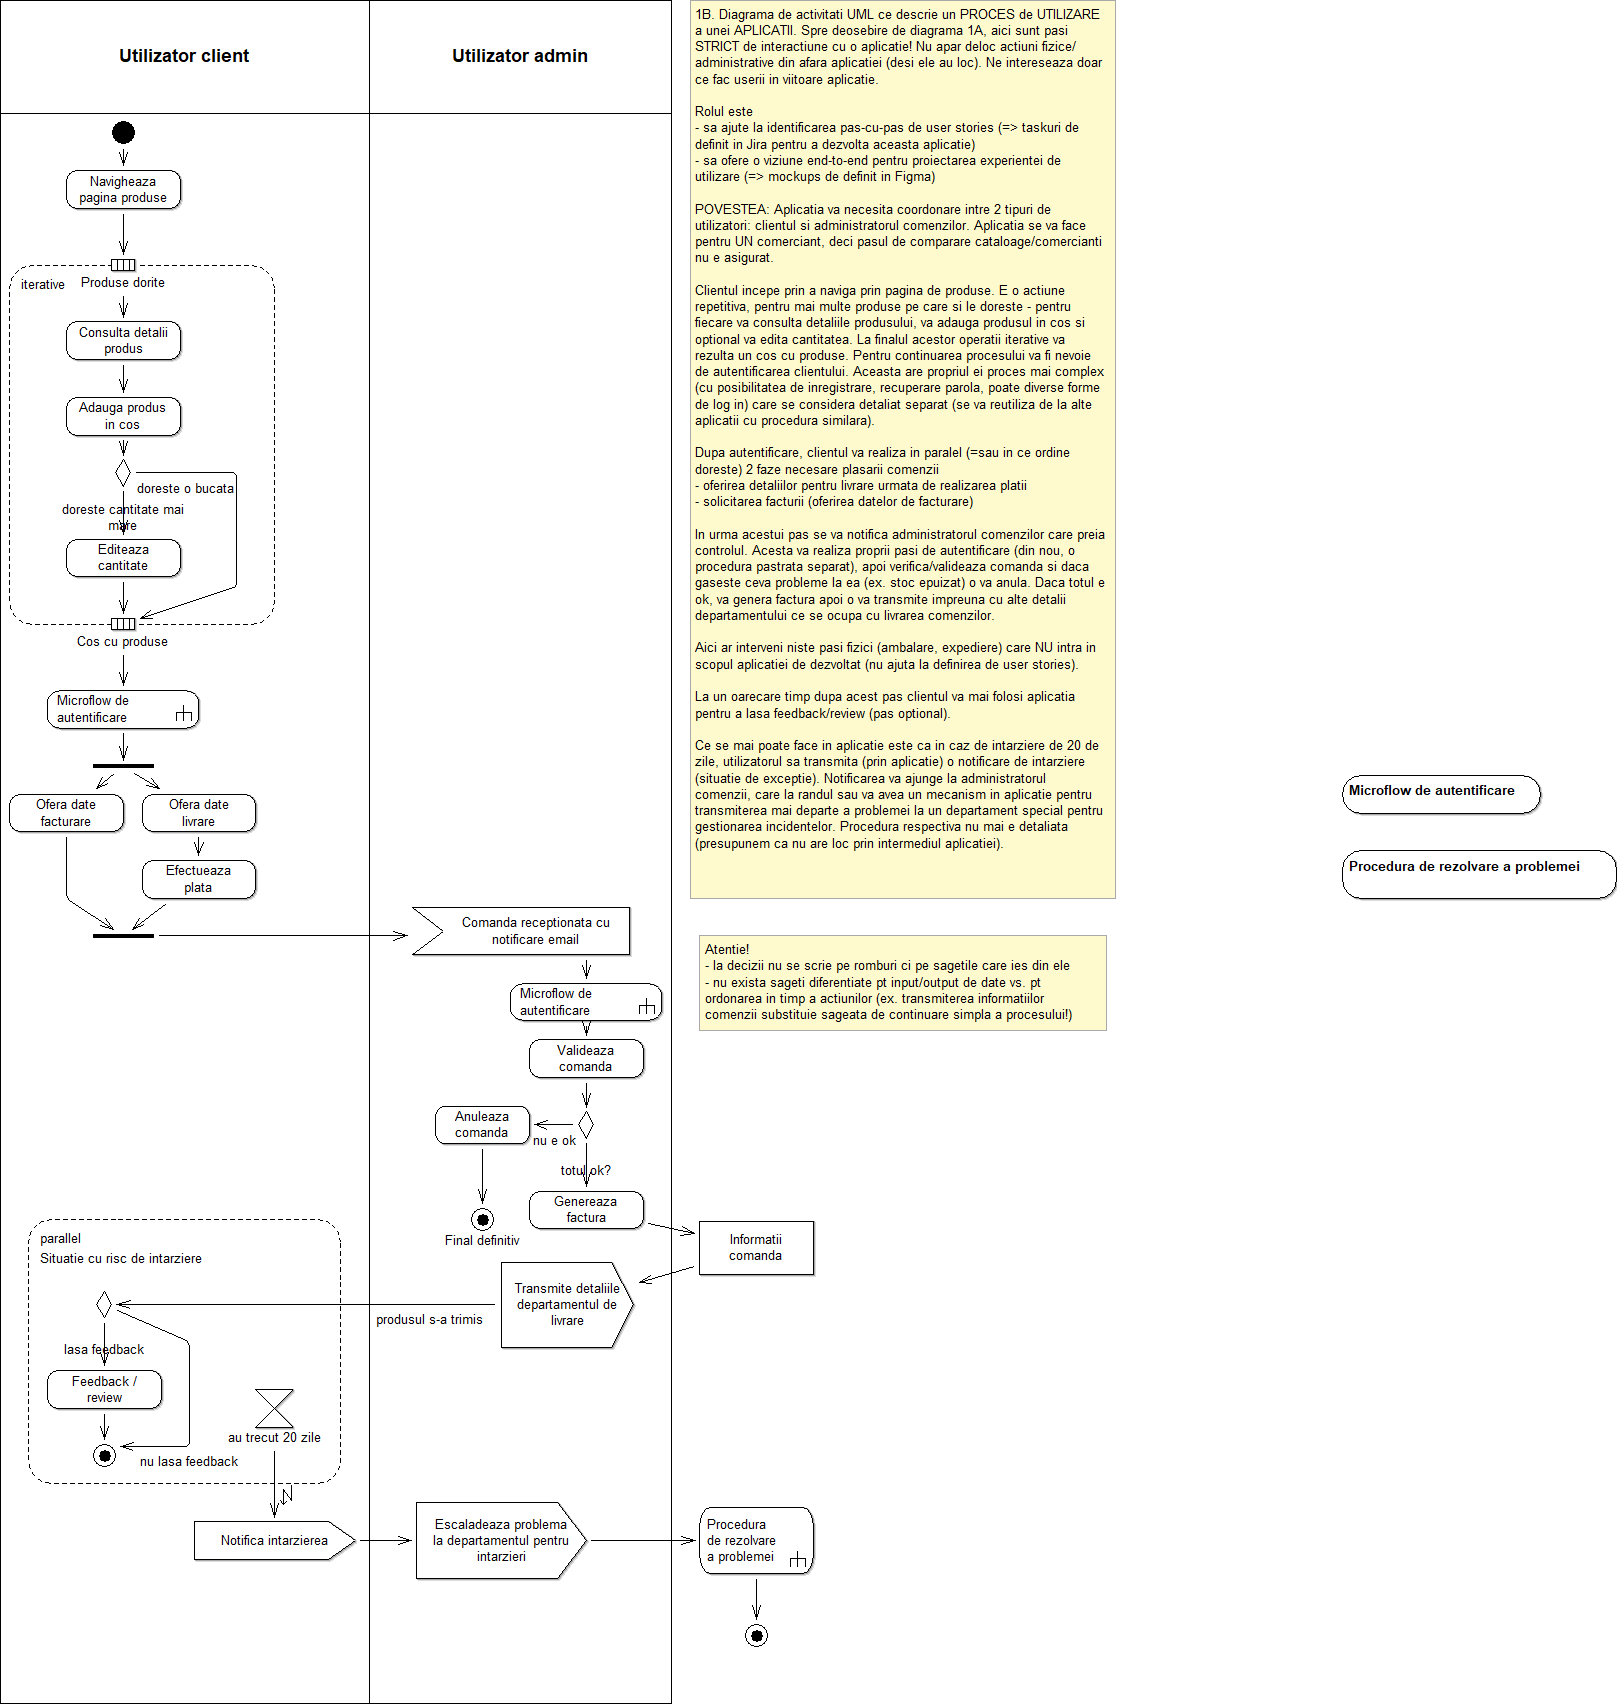 Utilizator client
Utilizator admin
Navigheaza
pagina produse
iterative
Produse dorite
Consulta detalii
produs
Adauga produs
in cos
doreste o bucata
doreste cantitate mai
mare
Editeaza
cantitate
Cos cu produse
Microflow de
autentificare
Ofera date
facturare
Ofera date
livrare
Efectueaza
plata
Comanda receptionata cu
notificare email
Microflow de
autentificare
Valideaza
comanda
Anuleaza
comanda
nu e ok
totul ok?
Genereaza
factura
Final definitiv
Informatii
comanda
Transmite detaliile
departamentul de
livrare
produsul s-a trimis
parallel
Situatie cu risc de intarziere
lasa feedback
Feedback /
review
nu lasa feedback
au trecut 20 zile
Notifica intarzierea
Escaladeaza problema
la departamentul pentru
intarzieri
Procedura
de rezolvare
a problemei
1B. Diagrama de activitati UML ce descrie un PROCES de UTILIZARE
a unei APLICATII. Spre deosebire de diagrama 1A, aici sunt pasi
STRICT de interactiune cu o aplicatie! Nu apar deloc actiuni fizice/
administrative din afara aplicatiei (desi ele au loc). Ne intereseaza doar
ce fac userii in viitoare aplicatie.
Rolul este
- sa ajute la identificarea pas-cu-pas de user stories (=> taskuri de
definit in Jira pentru a dezvolta aceasta aplicatie)
- sa ofere o viziune end-to-end pentru proiectarea experientei de
utilizare (=> mockups de definit in Figma)
POVESTEA: Aplicatia va necesita coordonare intre 2 tipuri de
utilizatori: clientul si administratorul comenzilor. Aplicatia se va face
pentru UN comerciant, deci pasul de comparare cataloage/comercianti
nu e asigurat.
Clientul incepe prin a naviga prin pagina de produse. E o actiune
repetitiva, pentru mai multe produse pe care si le doreste - pentru
fiecare va consulta detaliile produsului, va adauga produsul in cos si
optional va edita cantitatea. La finalul acestor operatii iterative va
rezulta un cos cu produse. Pentru continuarea procesului va fi nevoie
de autentificarea clientului. Aceasta are propriul ei proces mai complex
(cu posibilitatea de inregistrare, recuperare parola, poate diverse forme
de log in) care se considera detaliat separat (se va reutiliza de la alte
aplicatii cu procedura similara).
Dupa autentificare, clientul va realiza in paralel (=sau in ce ordine
doreste) 2 faze necesare plasarii comenzii
- oferirea detaliilor pentru livrare urmata de realizarea platii
- solicitarea facturii (oferirea datelor de facturare)
In urma acestui pas se va notifica administratorul comenzilor care preia
controlul. Acesta va realiza proprii pasi de autentificare (din nou, o
procedura pastrata separat), apoi verifica/valideaza comanda si daca
gaseste ceva probleme la ea (ex. stoc epuizat) o va anula. Daca totul e
ok, va genera factura apoi o va transmite impreuna cu alte detalii
departamentului ce se ocupa cu livrarea comenzilor.
Aici ar interveni niste pasi fizici (ambalare, expediere) care NU intra in
scopul aplicatiei de dezvoltat (nu ajuta la definirea de user stories).
La un oarecare timp dupa acest pas clientul va mai folosi aplicatia
pentru a lasa feedback/review (pas optional).
Ce se mai poate face in aplicatie este ca in caz de intarziere de 20 de
zile, utilizatorul sa transmita (prin aplicatie) o notificare de intarziere
(situatie de exceptie). Notificarea va ajunge la administratorul
comenzii, care la randul sau va avea un mecanism in aplicatie pentru
transmiterea mai departe a problemei la un departament special pentru
gestionarea incidentelor. Procedura respectiva nu mai e detaliata
(presupunem ca nu are loc prin intermediul aplicatiei).
Atentie!
- la decizii nu se scrie pe romburi ci pe sagetile care ies din ele
- nu exista sageti diferentiate pt input/output de date vs. pt
ordonarea in timp a actiunilor (ex. transmiterea informatiilor
comenzii substituie sageata de continuare simpla a procesului!)
Microflow de autentificare
Procedura de rezolvare a problemei